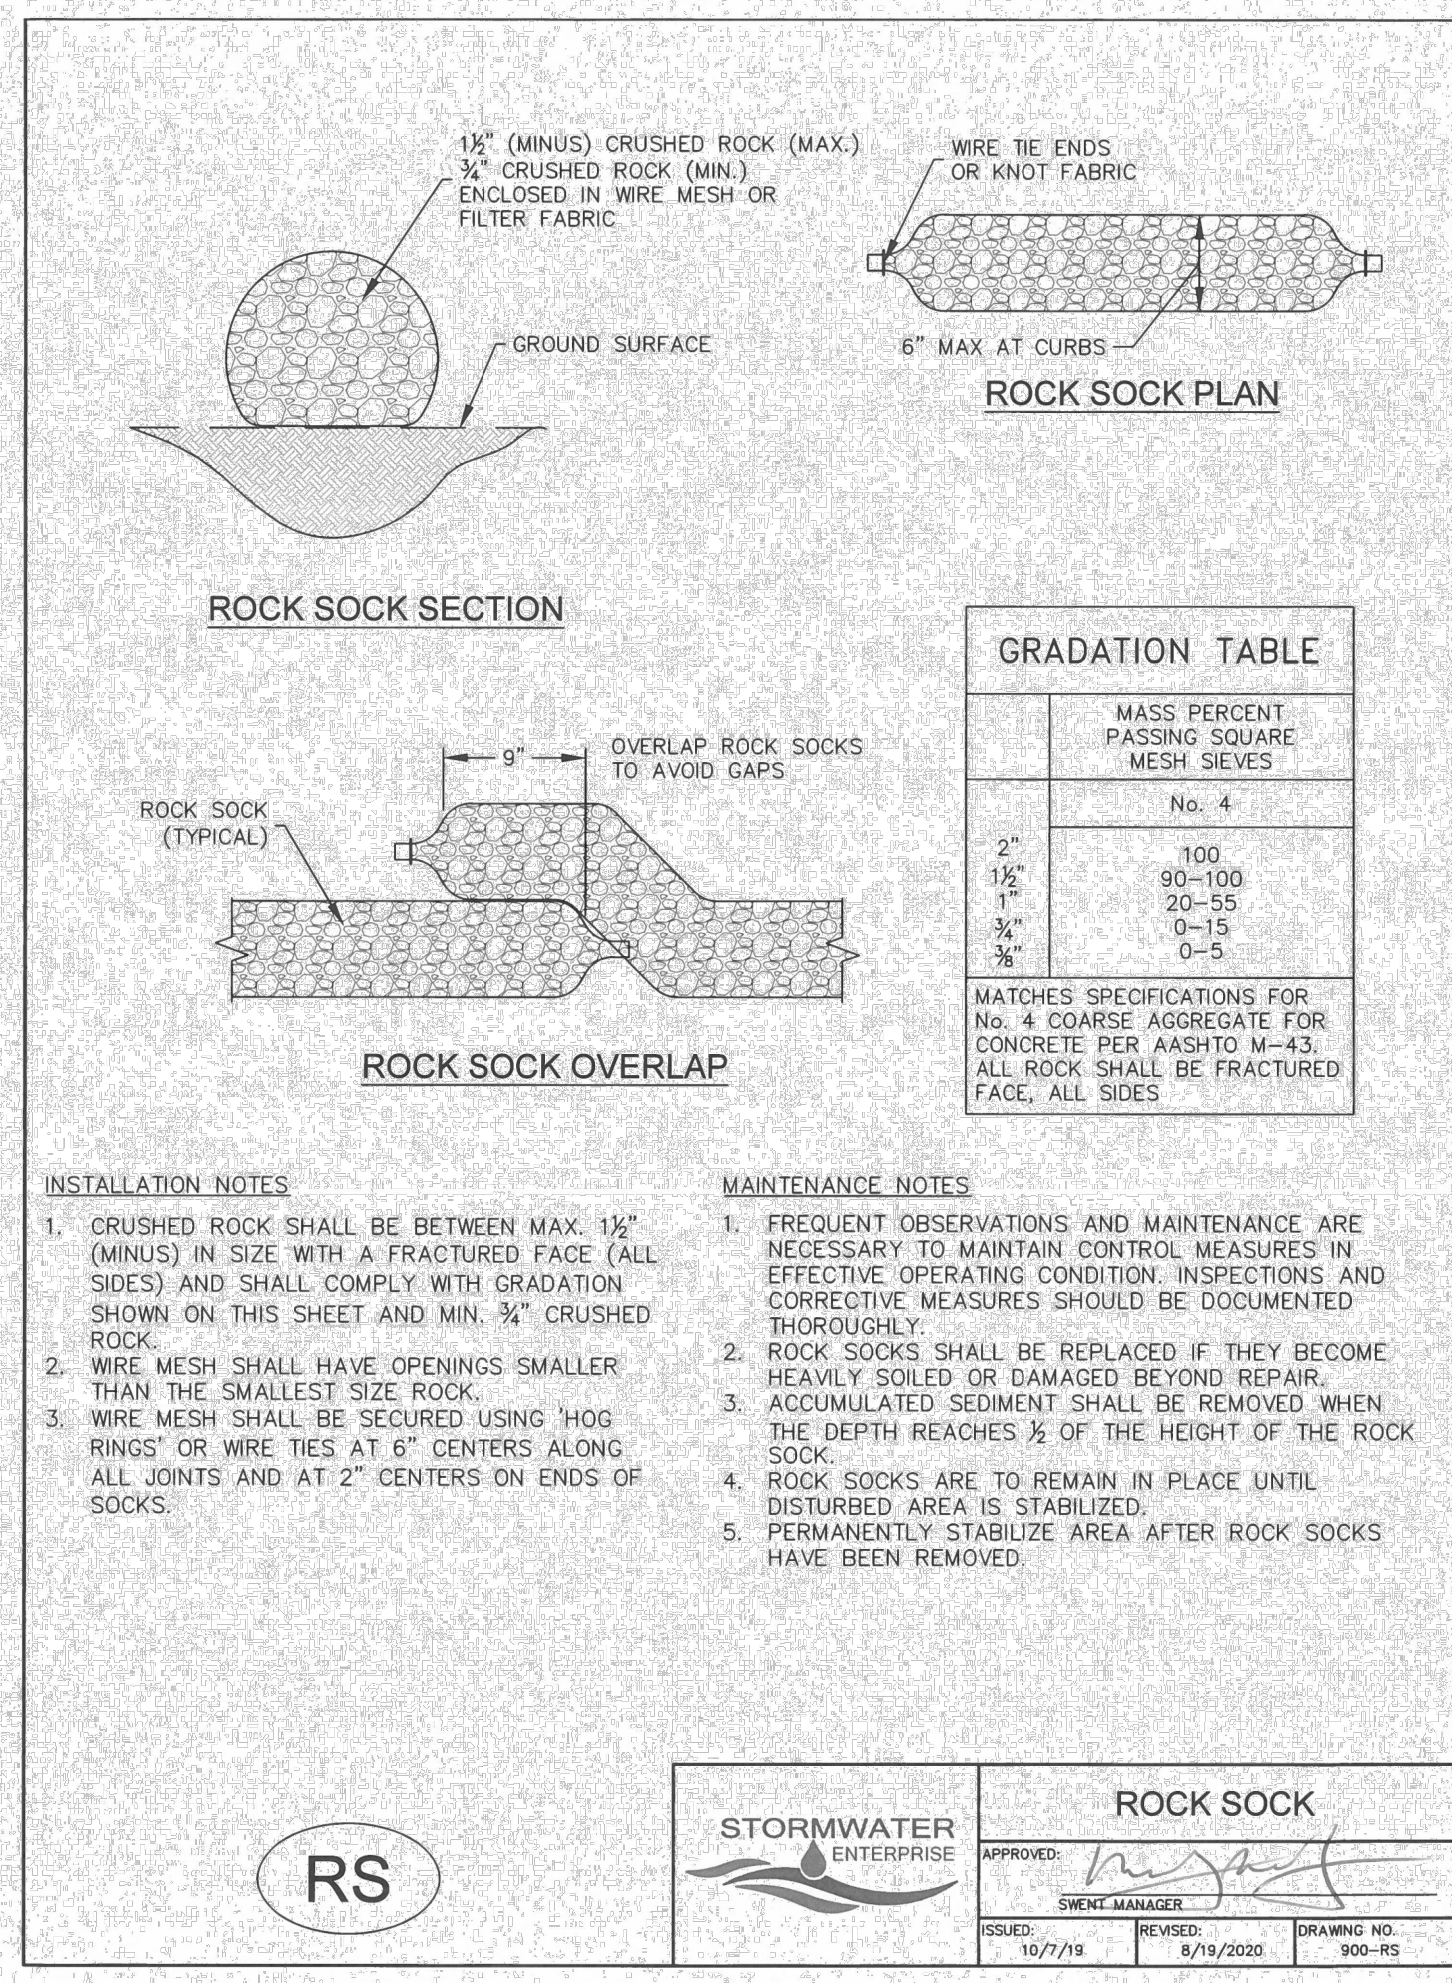 1½" (MINUS) CRUSHED ROCK (MAX.)
¾" CRUSHED ROCK (MIN.)
ENCLOSED IN WIRE MESH OR
FILTER FABRIC
GROUND SURFACE
ROCK SOCK SECTION
WIRE TIE ENDS
OR KNOT FABRIC
6" MAX AT CURBS
ROCK SOCK PLAN
9"
OVERLAP ROCK SOCKS
TO AVOID GAPS
ROCK SOCK
(TYPICAL)
ROCK SOCK OVERLAP
GRADATION TABLE
MASS PERCENT
PASSING SQUARE
MESH SIEVES
No. 4
2" 100
1½" 90-100
1" 20-55
¾" 0-15
⅜" 0-5
MATCHES SPECIFICATIONS FOR
No. 4 COARSE AGGREGATE FOR
CONCRETE PER AASHTO M-43.
ALL ROCK SHALL BE FRACTURED
FACE, ALL SIDES
INSTALLATION NOTES
1. CRUSHED ROCK SHALL BE BETWEEN MAX. 1½"
(MINUS) IN SIZE WITH A FRACTURED FACE (ALL
SIDES) AND SHALL COMPLY WITH GRADATION
SHOWN ON THIS SHEET AND MIN. ¾" CRUSHED
ROCK.
2. WIRE MESH SHALL HAVE OPENINGS SMALLER
THAN THE SMALLEST SIZE ROCK.
3. WIRE MESH SHALL BE SECURED USING 'HOG
RINGS' OR WIRE TIES AT 6" CENTERS ALONG
ALL JOINTS AND AT 2" CENTERS ON ENDS OF
SOCKS.
MAINTENANCE NOTES
1. FREQUENT OBSERVATIONS AND MAINTENANCE ARE
NECESSARY TO MAINTAIN CONTROL MEASURES IN
EFFECTIVE OPERATING CONDITION. INSPECTIONS AND
CORRECTIVE MEASURES SHOULD BE DOCUMENTED
THOROUGHLY.
2. ROCK SOCKS SHALL BE REPLACED IF THEY BECOME
HEAVILY SOILED OR DAMAGED BEYOND REPAIR.
3. ACCUMULATED SEDIMENT SHALL BE REMOVED WHEN
THE DEPTH REACHES ½ OF THE HEIGHT OF THE ROCK
SOCK.
4. ROCK SOCKS ARE TO REMAIN IN PLACE UNTIL
DISTURBED AREA IS STABILIZED.
5. PERMANENTLY STABILIZE AREA AFTER ROCK SOCKS
HAVE BEEN REMOVED.
RS
STORMWATER
ENTERPRISE
ROCK SOCK
APPROVED:
SWENT MANAGER
ISSUED:
10/7/19
REVISED:
8/19/2020
DRAWING NO.
900-RS